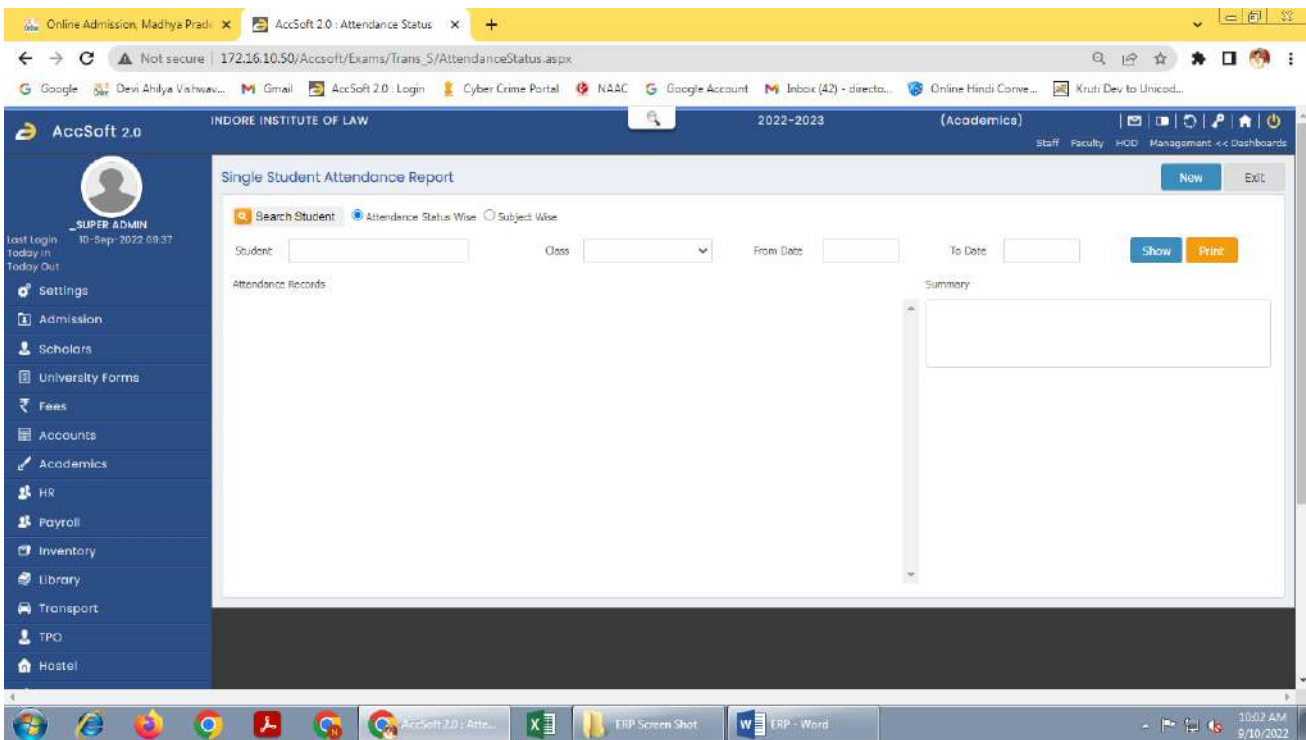 Online Admission, Madhya Prade
AccSoft 2.0 : Attendance Status
Not secure
172.16.10.50/Accsoft/Exams/Trans_S/AttendanceStatus.aspx
Google
Devi Ahilya Vishwav...
Gmail
AccSoft 2.0 : Login
Cyber Crime Portal
NAAC
Google Account
Inbox (42) - directo...
Online Hindi Conve...
Kruti Dev to Unicod...
AccSoft 2.0
INDORE INSTITUTE OF LAW
2022-2023
(Academics)
Staff Faculty HOD Management << Dashboards
_SUPER ADMIN
Last Login 10-Sep-2022 09:37
Today In
Today Out
Settings
Admission
Scholars
University Forms
Fees
Accounts
Academics
HR
Payroll
Inventory
Library
Transport
TPO
Hostel
Single Student Attendance Report
New
Exit
Search Student
Attendance Status Wise
Subject Wise
Student
Class
From Date
To Date
Show
Print
Attendance Records
Summary
AccSoft 2.0 : Atte...
ERP Screen Shot
ERP - Word
10:02 AM
9/10/2022